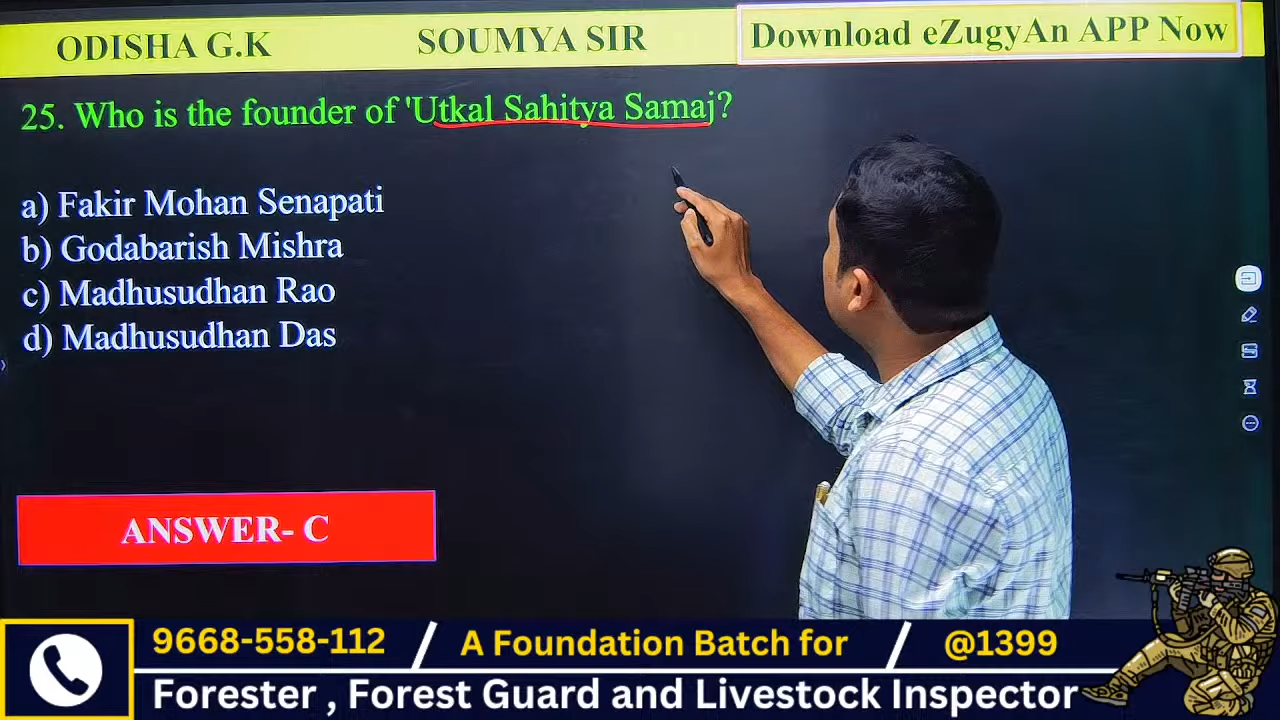 ODISHA G.K SOUMYA SIR Download eZugyAn APP Now
25. Who is the founder of 'Utkal Sahitya Samaj?
a) Fakir Mohan Senapati
b) Godabarish Mishra
c) Madhusudhan Rao
d) Madhusudhan Das
ANSWER- C
9668-558-112 / A Foundation Batch for / @1399
Forester , Forest Guard and Livestock Inspector